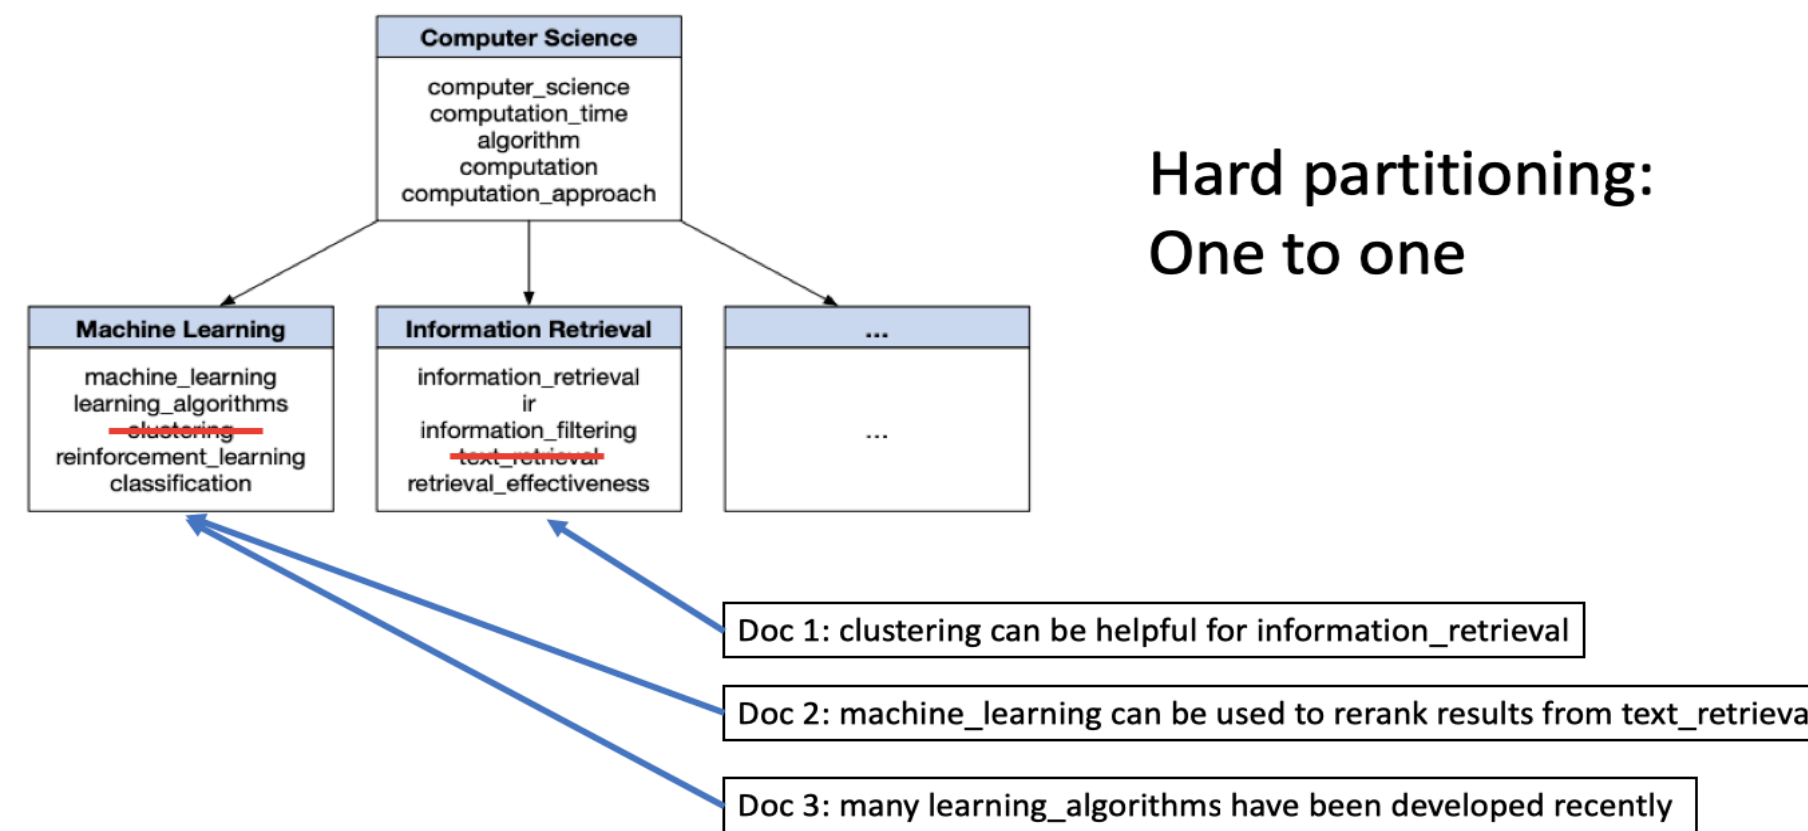 Computer Science
computer_science
computation_time
algorithm
computation
computation_approach
Hard partitioning:
One to one
Machine Learning
machine_learning
learning_algorithms
clustering
reinforcement_learning
classification
Information Retrieval
information_retrieval
ir
information_filtering
text_retrieval
retrieval_effectiveness
...
...
Doc 1: clustering can be helpful for information_retrieval
Doc 2: machine_learning can be used to rerank results from text_retrieva
Doc 3: many learning_algorithms have been developed recently